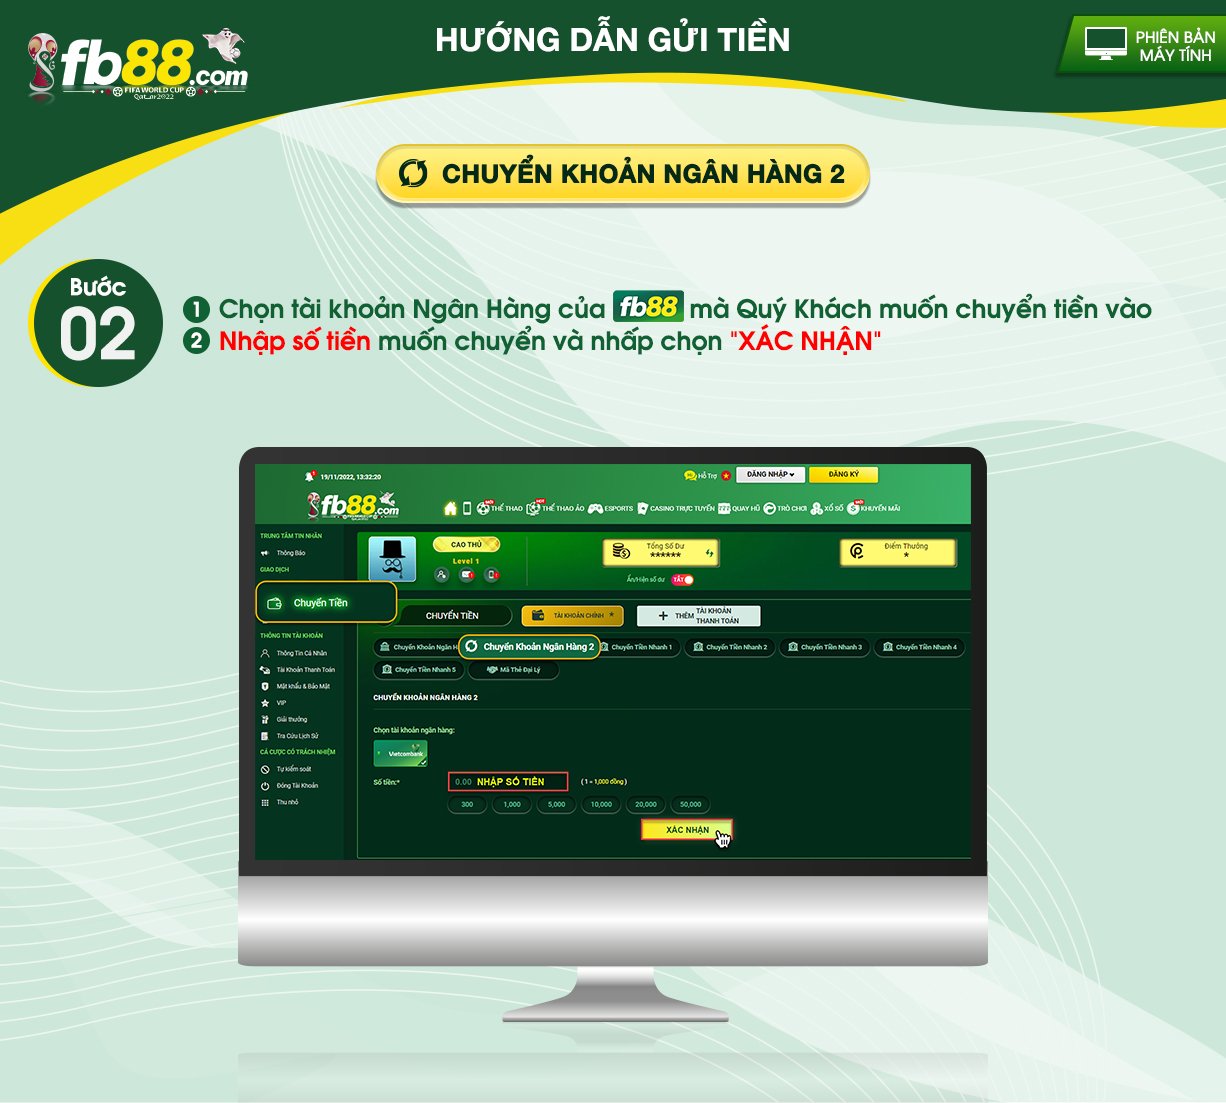 fb88.com
FIFA WORLD CUP
Qatar2022
HƯỚNG DẪN GỬI TIỀN
PHIÊN BẢN
MÁY TÍNH
CHUYỂN KHOẢN NGÂN HÀNG 2
Bước
02
1 Chọn tài khoản Ngân Hàng của fb88 mà Quý Khách muốn chuyển tiền vào
2 Nhập số tiền muốn chuyển và nhấp chọn "XÁC NHẬN"
19/11/2022, 13:32:20
Hỗ Trợ
ĐĂNG NHẬP
ĐĂNG KÝ
fb88.com
MỚI THỂ THAO HOT THỂ THAO ẢO ESPORTS CASINO TRỰC TUYẾN QUAY HŨ TRÒ CHƠI XỔ SỐ MỚI KHUYẾN MÃI
TRUNG TÂM TIN NHẮN
Thông Báo
GIAO DỊCH
Chuyển Tiền
THÔNG TIN TÀI KHOẢN
Thông Tin Cá Nhân
Tài Khoản Thanh Toán
Mật khẩu & Bảo Mật
VIP
Giải thưởng
Tra Cứu Lịch Sử
CÁ CƯỢC CÓ TRÁCH NHIỆM
Tự kiểm soát
Đóng Tài Khoản
Thu nhỏ
CAO THỦ
Level 1
Tổng Số Dư
******
Ẩn/Hiện số dư TẮT
Điểm Thưởng
*
CHUYỂN TIỀN
TÀI KHOẢN CHÍNH *
THÊM TÀI KHOẢN
THANH TOÁN
Chuyển Khoản Ngân H Chuyển Khoản Ngân Hàng 2 Chuyển Tiền Nhanh 1 Chuyển Tiền Nhanh 2 Chuyển Tiền Nhanh 3 Chuyển Tiền Nhanh 4
Chuyển Tiền Nhanh 5 Mã Thẻ Đại Lý
CHUYỂN KHOẢN NGÂN HÀNG 2
Chọn tài khoản ngân hàng:
Vietcombank
Số tiền:* 0.00 NHẬP SỐ TIỀN ( 1 = 1,000 đồng )
300 1,000 5,000 10,000 20,000 50,000
XÁC NHẬN